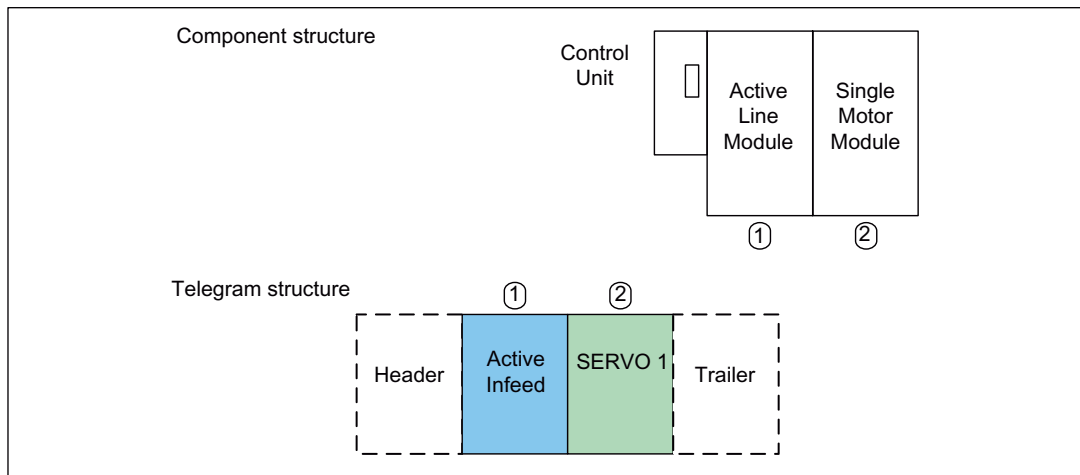 Component structure
Control
Unit
Active
Line
Module
Single
Motor
Module
1
2
Telegram structure
1
2
Header
Active
Infeed
SERVO 1
Trailer